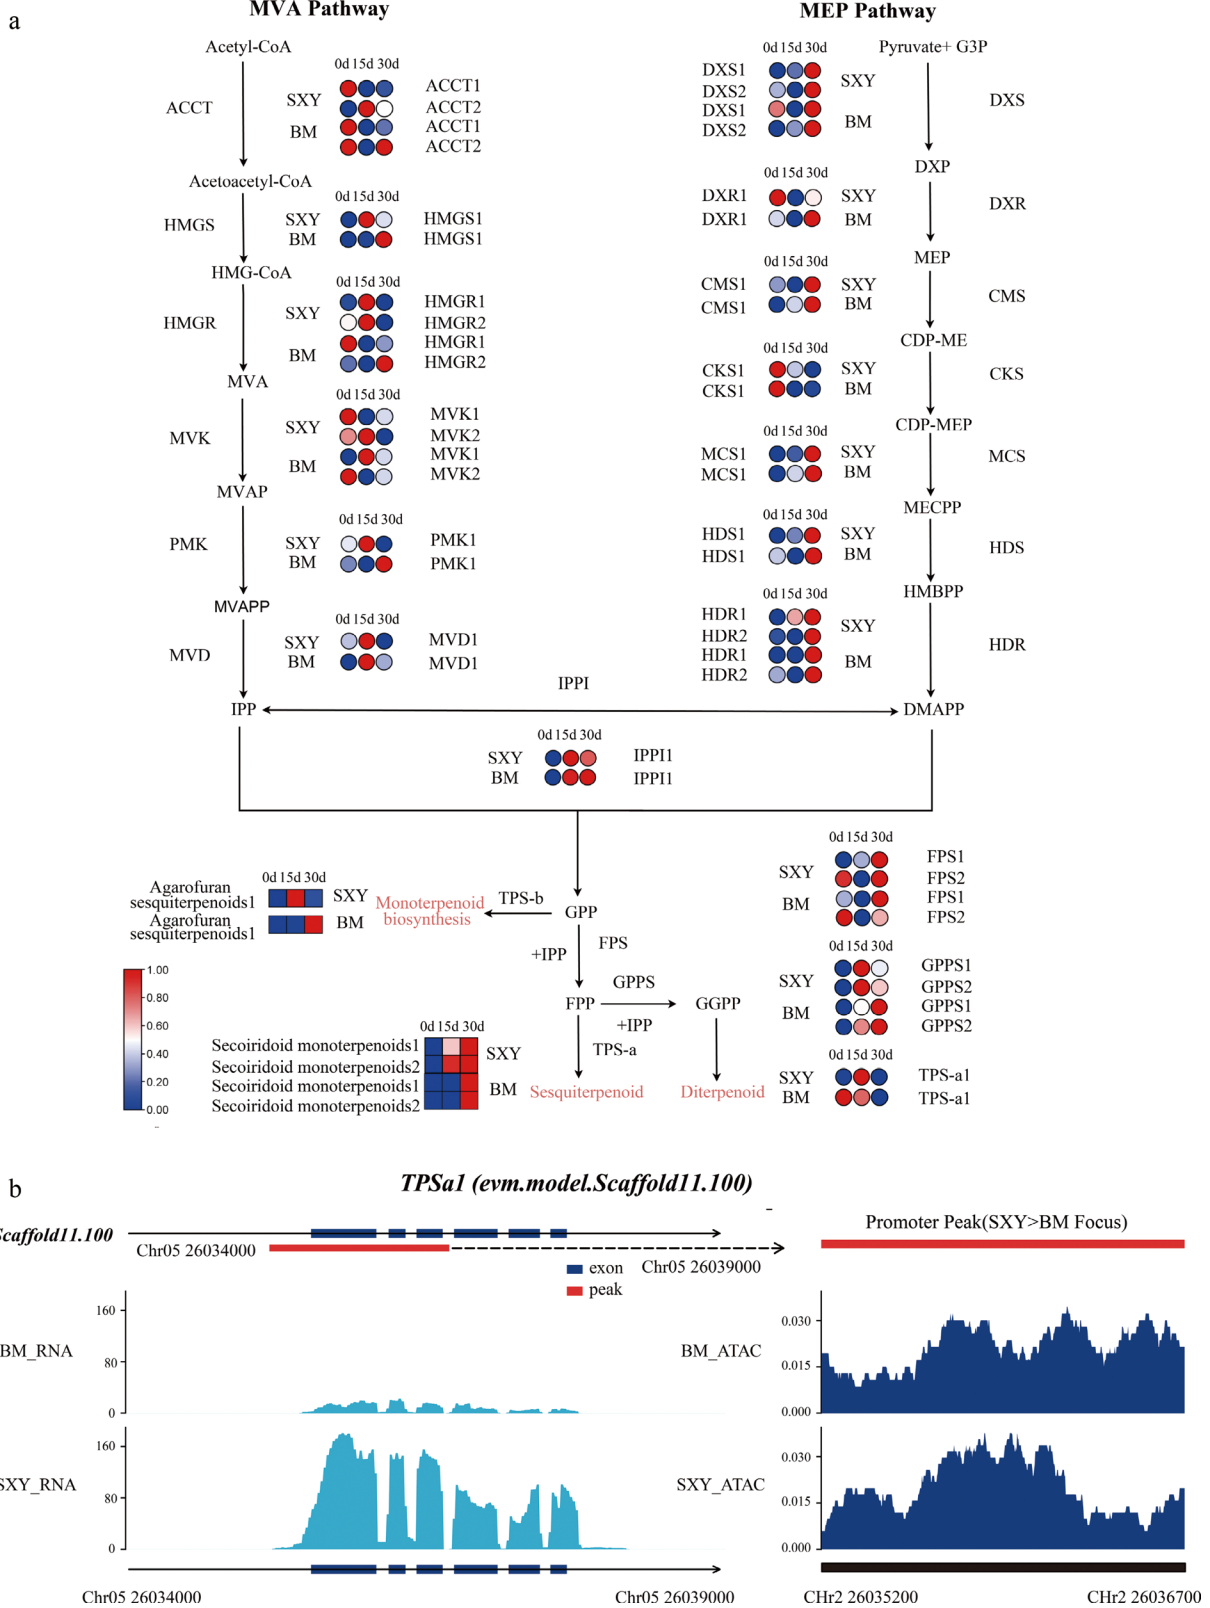 a
MVA Pathway
MEP Pathway
Acetyl-CoA
ACCT
0d 15d 30d
SXY
BM
ACCT1
ACCT2
ACCT1
ACCT2
Acetoacetyl-CoA
HMGS
0d 15d 30d
SXY
BM
HMGS1
HMGS1
HMG-CoA
HMGR
0d 15d 30d
SXY
BM
HMGR1
HMGR2
HMGR1
HMGR2
MVA
MVK
0d 15d 30d
SXY
BM
MVK1
MVK2
MVK1
MVK2
MVAP
PMK
0d 15d 30d
SXY
BM
PMK1
PMK1
MVAPP
MVD
0d 15d 30d
SXY
BM
MVD1
MVD1
IPP
Pyruvate+ G3P
0d 15d 30d
DXS1
DXS2
DXS1
DXS2
SXY
BM
DXS
DXP
0d 15d 30d
DXR1
DXR1
SXY
BM
DXR
MEP
0d 15d 30d
CMS1
CMS1
SXY
BM
CMS
CDP-ME
0d 15d 30d
CKS1
CKS1
SXY
BM
CKS
CDP-MEP
0d 15d 30d
MCS1
MCS1
SXY
BM
MCS
MECPP
0d 15d 30d
HDS1
HDS1
SXY
BM
HDS
HMBPP
0d 15d 30d
HDR1
HDR2
HDR1
HDR2
SXY
BM
HDR
DMAPP
IPPI
0d 15d 30d
SXY
BM
IPPI1
IPPI1
0d 15d 30d
Agarofuran
sesquiterpenoids1
SXY
Agarofuran
sesquiterpenoids1
BM
Monoterpenoid
biosynthesis
TPS-b
GPP
FPS
+IPP
FPP
GPPS
+IPP
GGPP
TPS-a
Sesquiterpenoid
Diterpenoid
1.00
0.80
0.60
0.40
0.20
0.00
0d 15d 30d
Secoiridoid monoterpenoids1
Secoiridoid monoterpenoids2
Secoiridoid monoterpenoids1
Secoiridoid monoterpenoids2
SXY
BM
0d 15d 30d
SXY
BM
FPS1
FPS2
FPS1
FPS2
0d 15d 30d
SXY
BM
GPPS1
GPPS2
GPPS1
GPPS2
0d 15d 30d
SXY
BM
TPS-a1
TPS-a1
b
TPSa1 (evm.model.Scaffold11.100)
Scaffold11.100
Chr05 26034000
Chr05 26039000
exon
peak
Promoter Peak(SXY>BM Focus)
BM_RNA
160
80
0
BM_ATAC
0.030
0.015
0.000
SXY_RNA
160
80
0
SXY_ATAC
0.030
0.015
0.000
Chr05 26034000
Chr05 26039000
CHr2 26035200
CHr2 26036700